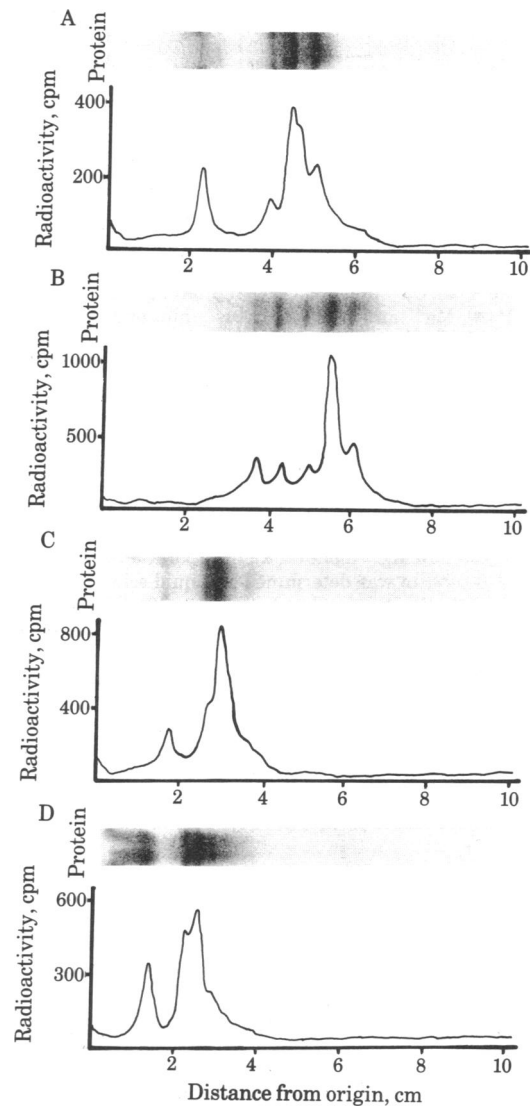 A
Protein
Radioactivity, cpm
400
200
2 4 6 8 10
B
Protein
Radioactivity, cpm
1000
500
2 4 6 8 10
C
Protein
Radioactivity, cpm
800
400
2 4 6 8 10
D
Protein
Radioactivity, cpm
600
300
2 4 6 8 10
Distance from origin, cm